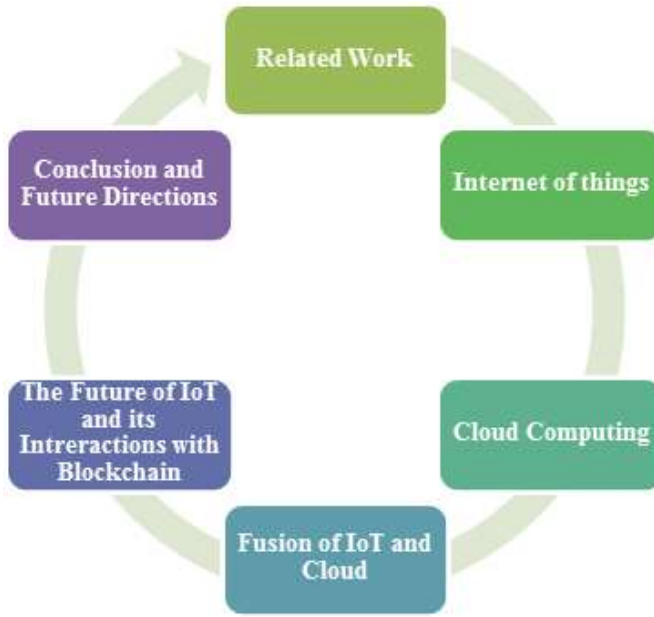 Related Work
Internet of things
Cloud Computing
Fusion of IoT and
Cloud
The Future of IoT
and its
Intreractions with
Blockchain
Conclusion and
Future Directions